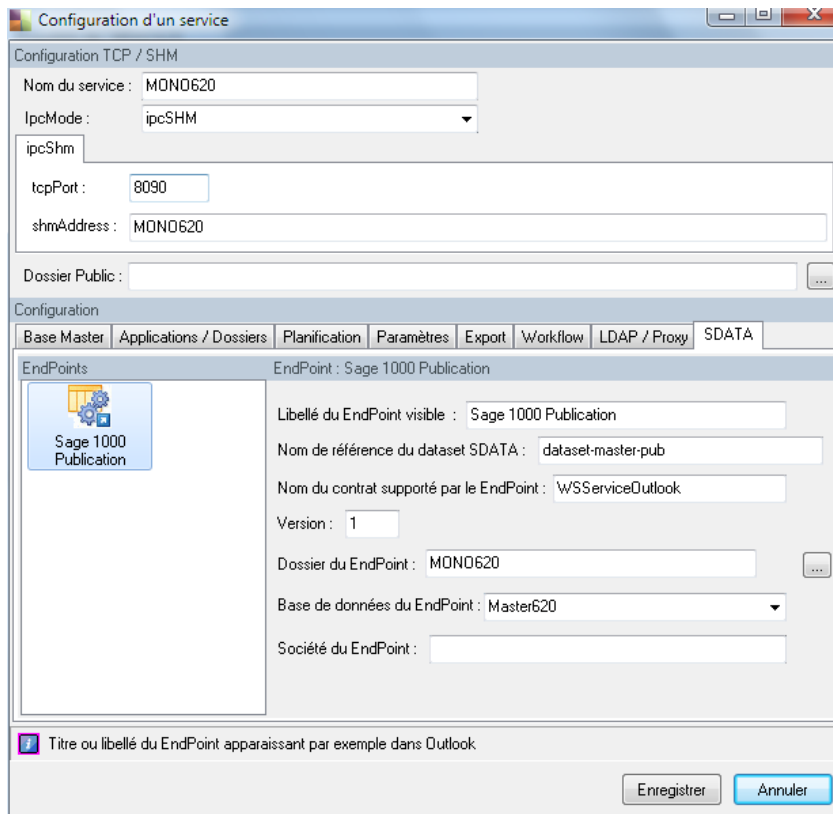 Configuration d'un service
Configuration TCP / SHM
Nom du service : MONO620
IpcMode : ipcSHM
ipcShm
tcpPort : 8090
shmAddress : MONO620
Dossier Public : ...
Configuration
Base Master Applications / Dossiers Planification Paramètres Export Workflow LDAP / Proxy SDATA
EndPoints EndPoint : Sage 1000 Publication
Sage 1000
Publication
Libellé du EndPoint visible : Sage 1000 Publication
Nom de référence du dataset SDATA : dataset-master-pub
Nom du contrat supporté par le EndPoint : WSServiceOutlook
Version : 1
Dossier du EndPoint : MONO620 ...
Base de données du EndPoint : Master620
Société du EndPoint :
Titre ou libellé du EndPoint apparaissant par exemple dans Outlook
Enregistrer Annuler